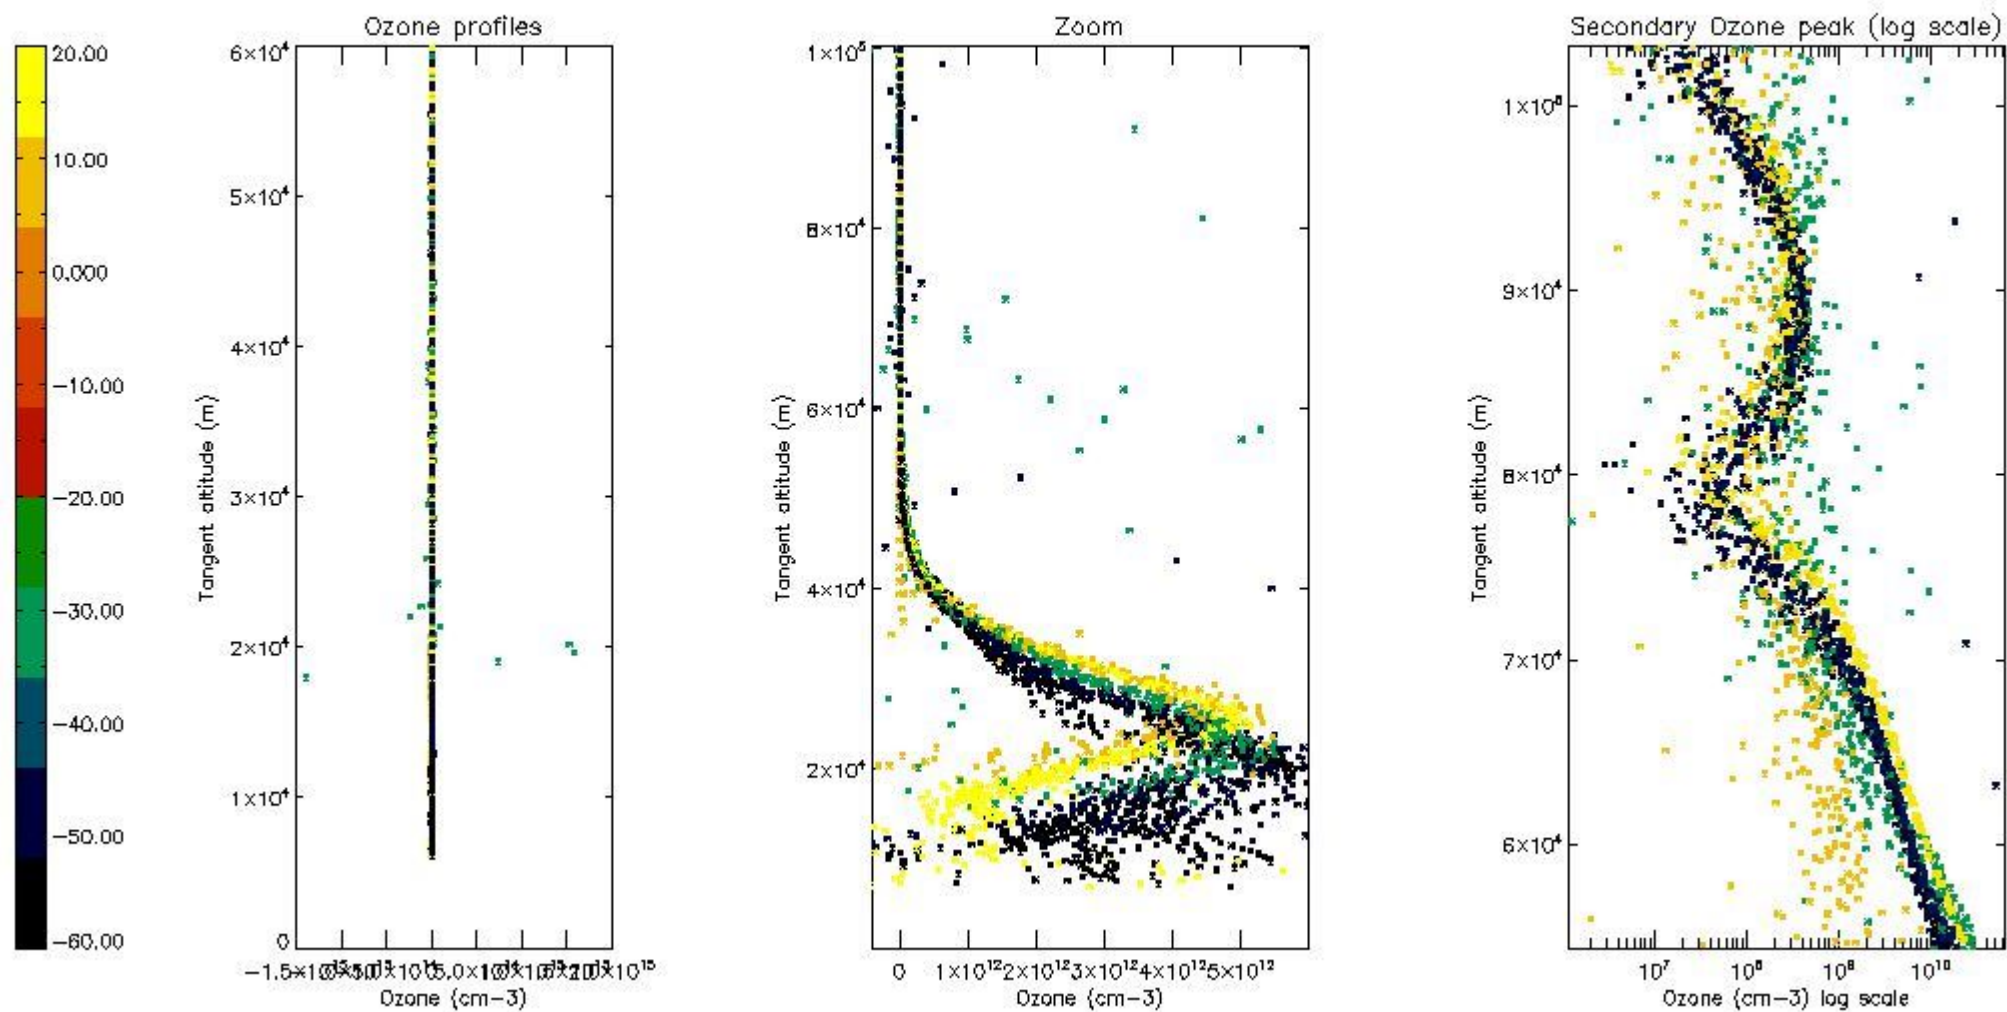 Ozone profiles
Zoom
Secondary Ozone peak (log scale)
20.00
10.00
0.000
−10.00
−20.00
−30.00
−40.00
−50.00
−60.00
6×10⁴
5×10⁴
4×10⁴
3×10⁴
2×10⁴
1×10⁴
0
Tangent altitude (m)
Ozone (cm−3)
1×10⁵
8×10⁴
6×10⁴
4×10⁴
2×10⁴
Tangent altitude (m)
0 1×10¹² 2×10¹² 3×10¹² 4×10¹² 5×10¹²
Ozone (cm−3)
9×10⁴
8×10⁴
7×10⁴
6×10⁴
Tangent altitude (m)
10⁷ 10⁸ 10⁹ 10¹⁰
Ozone (cm−3) log scale